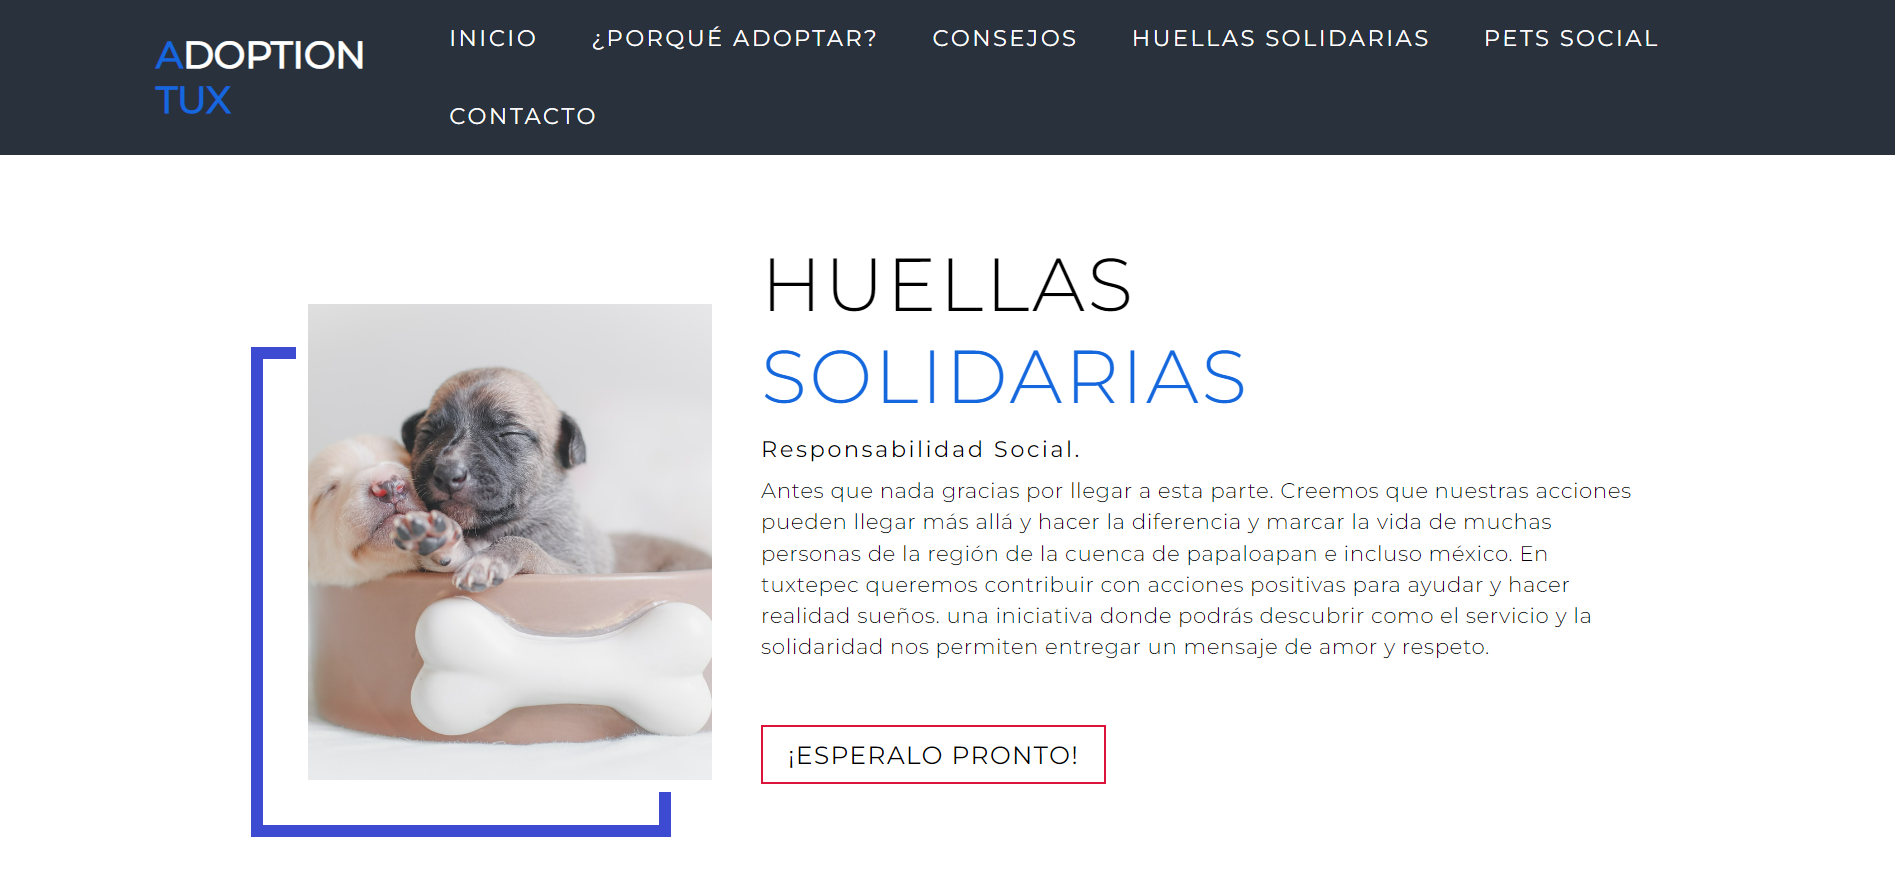 ADOPTION
TUX
INICIO ¿PORQUÉ ADOPTAR? CONSEJOS HUELLAS SOLIDARIAS PETS SOCIAL
CONTACTO
HUELLAS
SOLIDARIAS
Responsabilidad Social.
Antes que nada gracias por llegar a esta parte. Creemos que nuestras acciones
pueden llegar más allá y hacer la diferencia y marcar la vida de muchas
personas de la región de la cuenca de papaloapan e incluso méxico. En
tuxtepec queremos contribuir con acciones positivas para ayudar y hacer
realidad sueños. una iniciativa donde podrás descubrir como el servicio y la
solidaridad nos permiten entregar un mensaje de amor y respeto.
¡ESPERALO PRONTO!